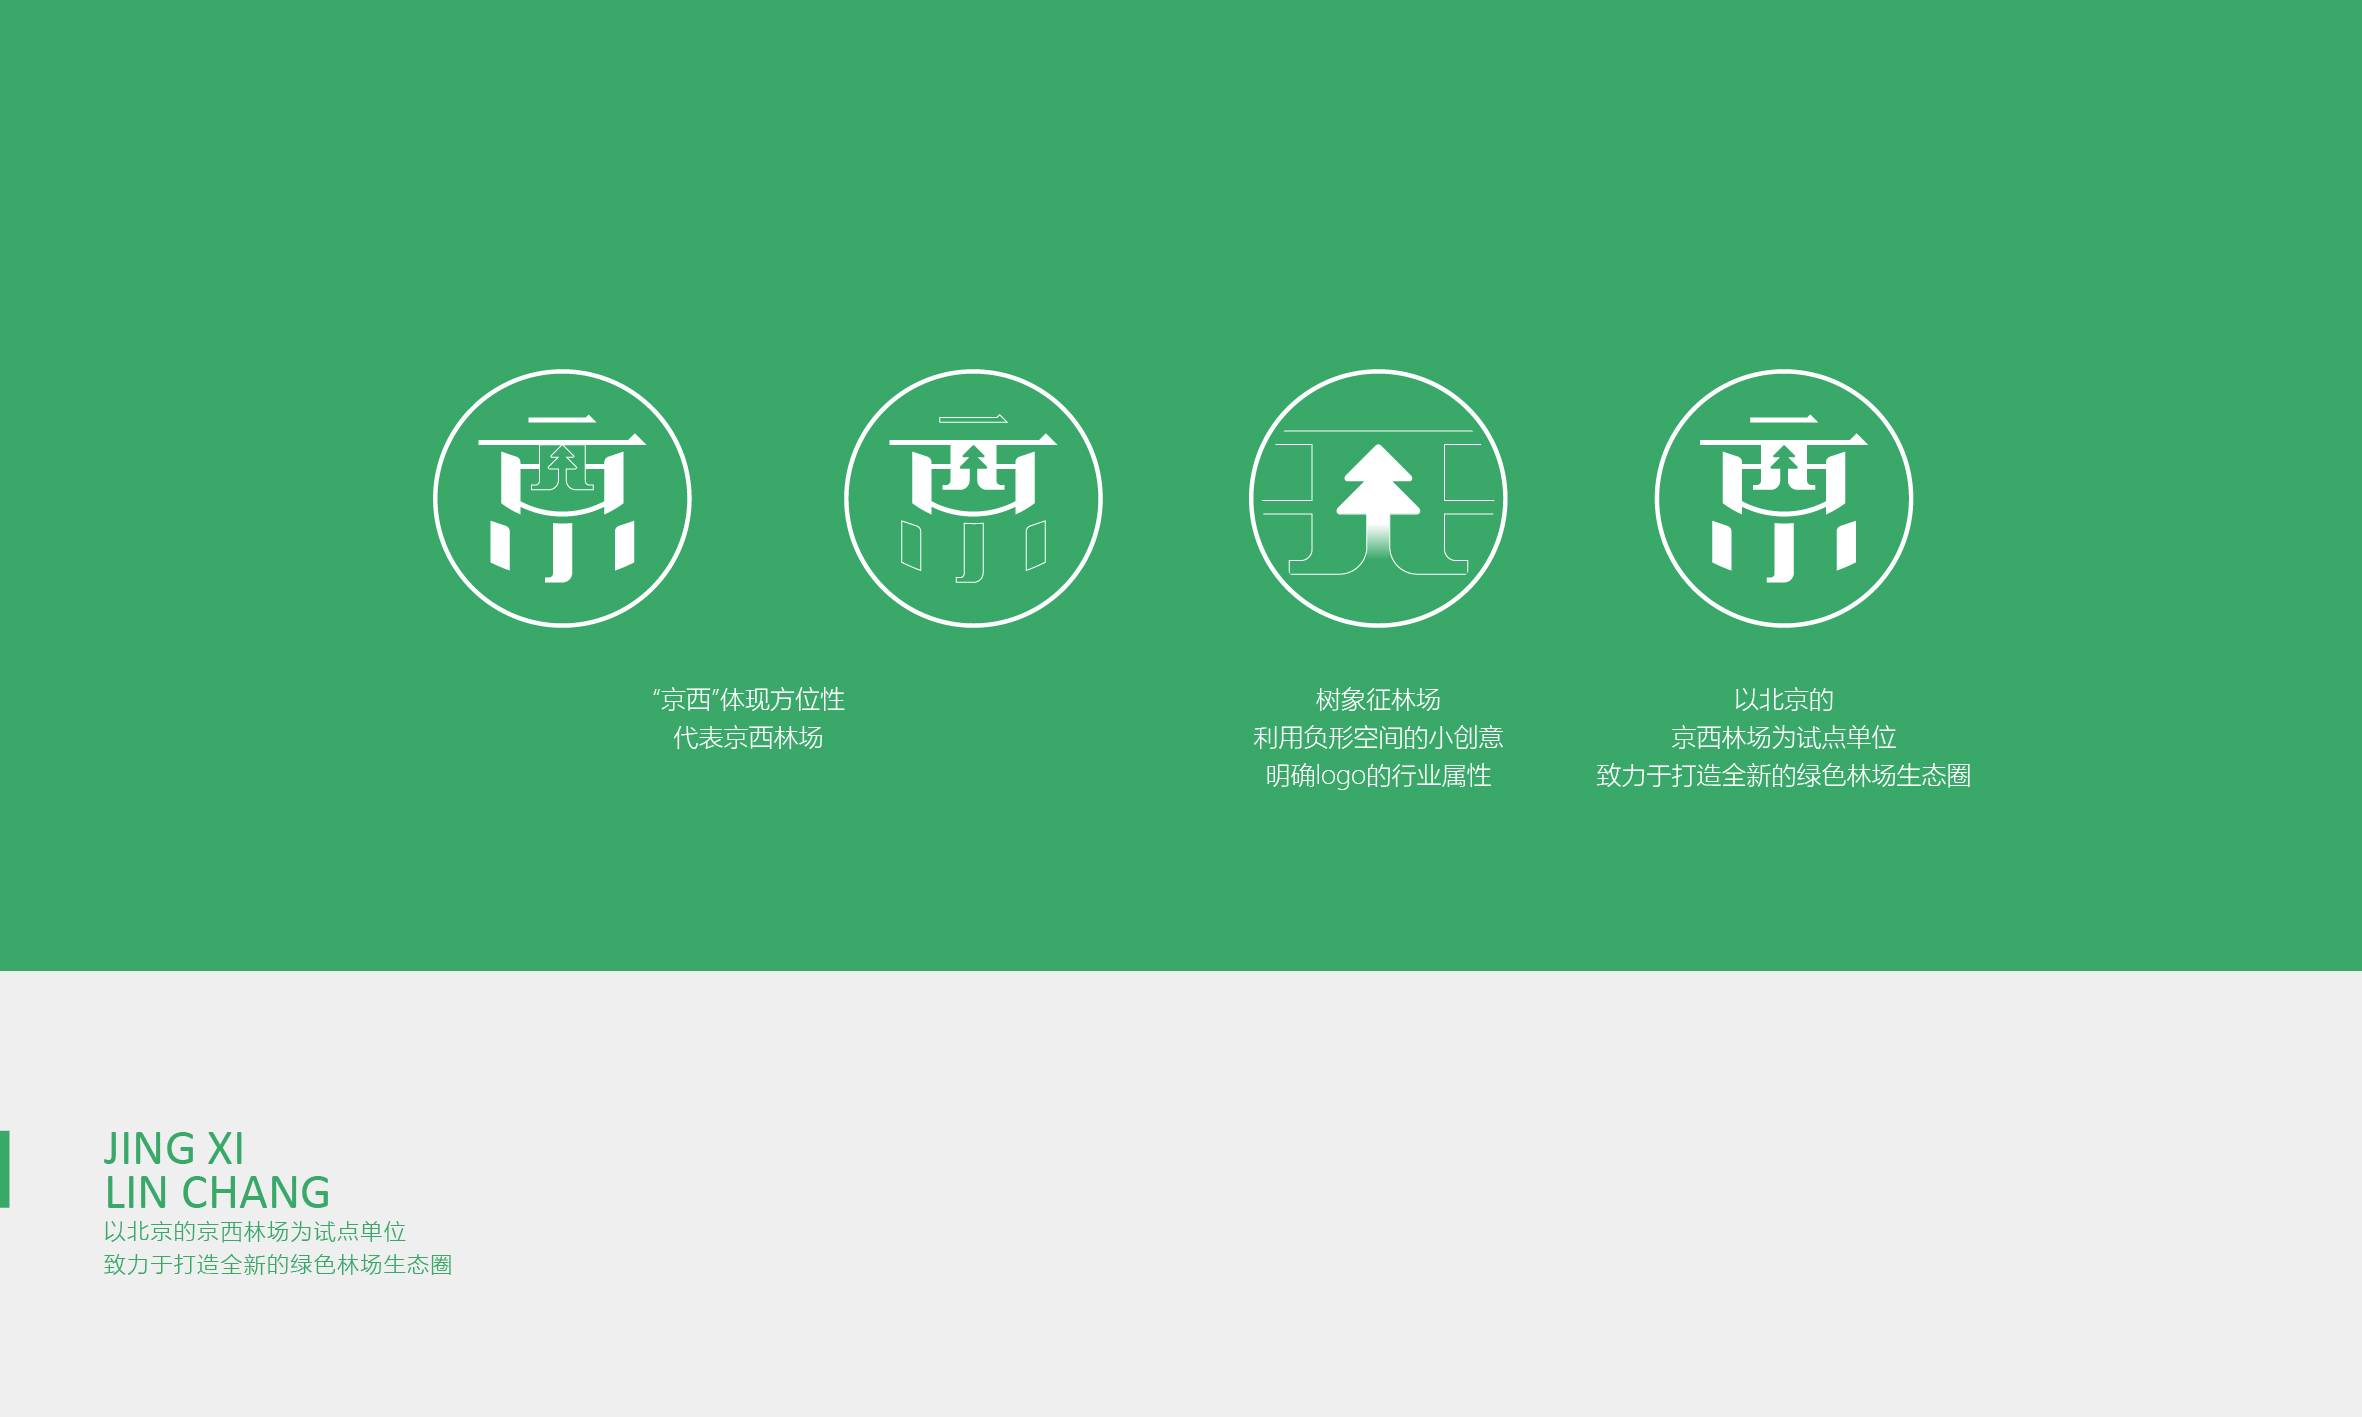 “京西”体现方位性
代表京西林场
树象征林场
利用负形空间的小创意
明确logo的行业属性
以北京的
京西林场为试点单位
致力于打造全新的绿色林场生态圈
JING XI
LIN CHANG
以北京的京西林场为试点单位
致力于打造全新的绿色林场生态圈